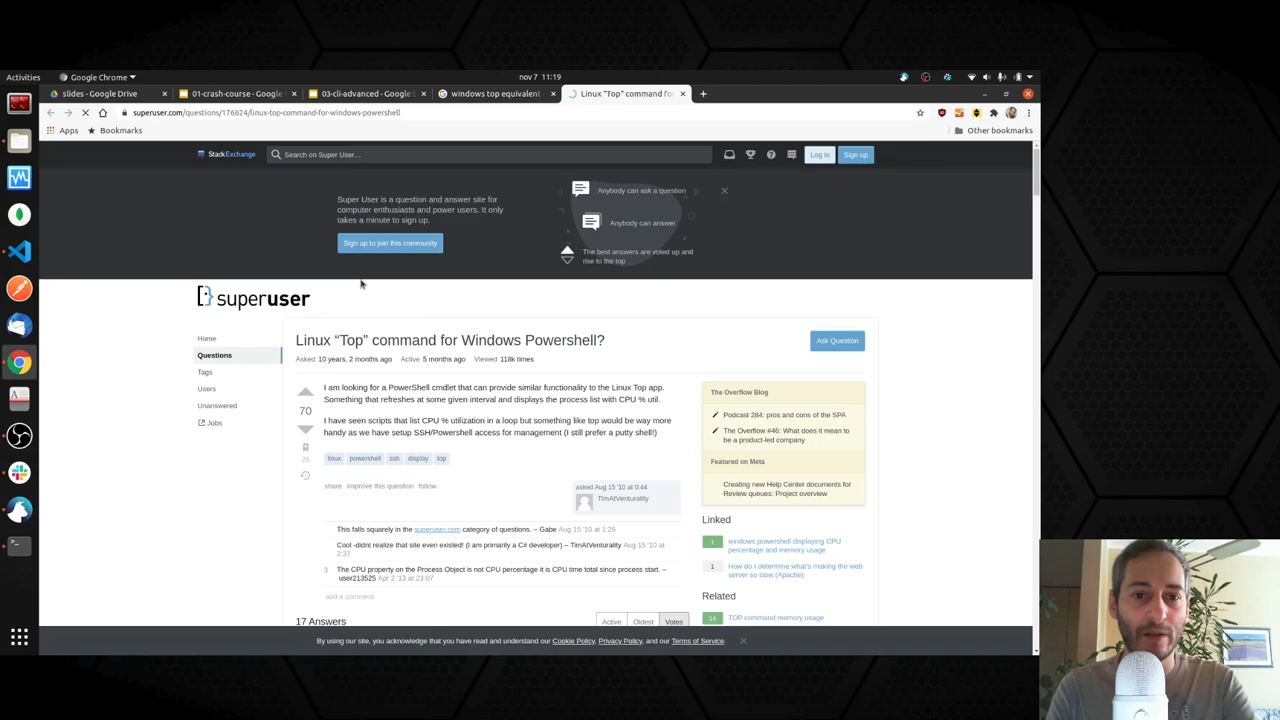 Activities
Google Chrome
nov 7 11:19
slides - Google Drive
01-crash-course - Google
03-cli-advanced - Google S
windows top equivalent
Linux "Top" command fo
superuser.com/questions/176624/linux-top-command-for-windows-powershell
Apps
Bookmarks
Other bookmarks
StackExchange
Search on Super User…
Log in
Sign up
Super User is a question and answer site for
computer enthusiasts and power users. It only
takes a minute to sign up.
Sign up to join this community
Anybody can ask a question
Anybody can answer
The best answers are voted up and
rise to the top
superuser
Home
Questions
Tags
Users
Unanswered
Jobs
Linux “Top” command for Windows Powershell?
Ask Question
Asked 10 years, 2 months ago Active 5 months ago Viewed 118k times
70
I am looking for a PowerShell cmdlet that can provide similar functionality to the Linux Top app.
Something that refreshes at some given interval and displays the process list with CPU % util.
I have seen scripts that list CPU % utilization in a loop but something like top would be way more
handy as we have setup SSH/Powershell access for management (I still prefer a putty shell!)
linux powershell ssh display top
share improve this question follow
asked Aug 15 '10 at 0:44
TimAtVenturality
This falls squarely in the superuser.com category of questions. – Gabe Aug 15 '10 at 1:26
Cool -didnt realize that site even existed! (I am primarily a C# developer) – TimAtVenturality Aug 15 '10 at
2:37
3
The CPU property on the Process Object is not CPU percentage it is CPU time total since process start. –
user213525 Apr 2 '13 at 23:07
add a comment
17 Answers
Active Oldest Votes
The Overflow Blog
Podcast 284: pros and cons of the SPA
The Overflow #46: What does it mean to
be a product-led company
Featured on Meta
Creating new Help Center documents for
Review queues: Project overview
Linked
1
windows powershell displaying CPU
percentage and memory usage
1
How do I determine what's making the web
server so slow (Apache)
Related
14
TOP command memory usage
By using our site, you acknowledge that you have read and understand our Cookie Policy, Privacy Policy, and our Terms of Service.